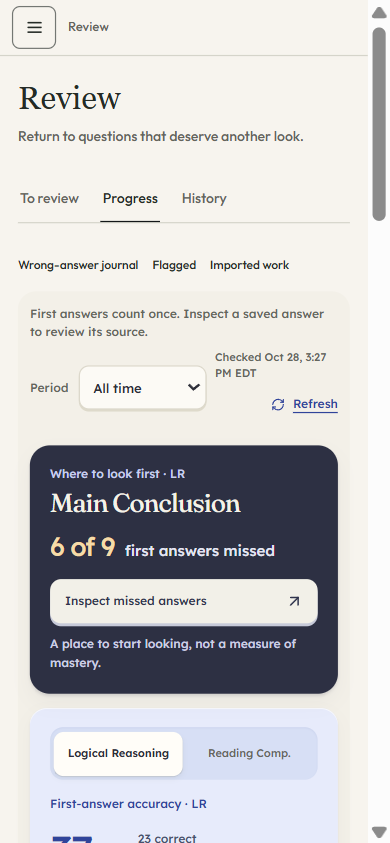 Review
Review
Return to questions that deserve another look.
To review Progress History
Wrong-answer journal Flagged Imported work
First answers count once. Inspect a saved answer
to review its source.
Period All time
Checked Oct 28, 3:27
PM EDT
Refresh
Where to look first · LR
Main Conclusion
6 of 9 first answers missed
Inspect missed answers
A place to start looking, not a measure of
mastery.
Logical Reasoning Reading Comp.
First-answer accuracy · LR
23 correct